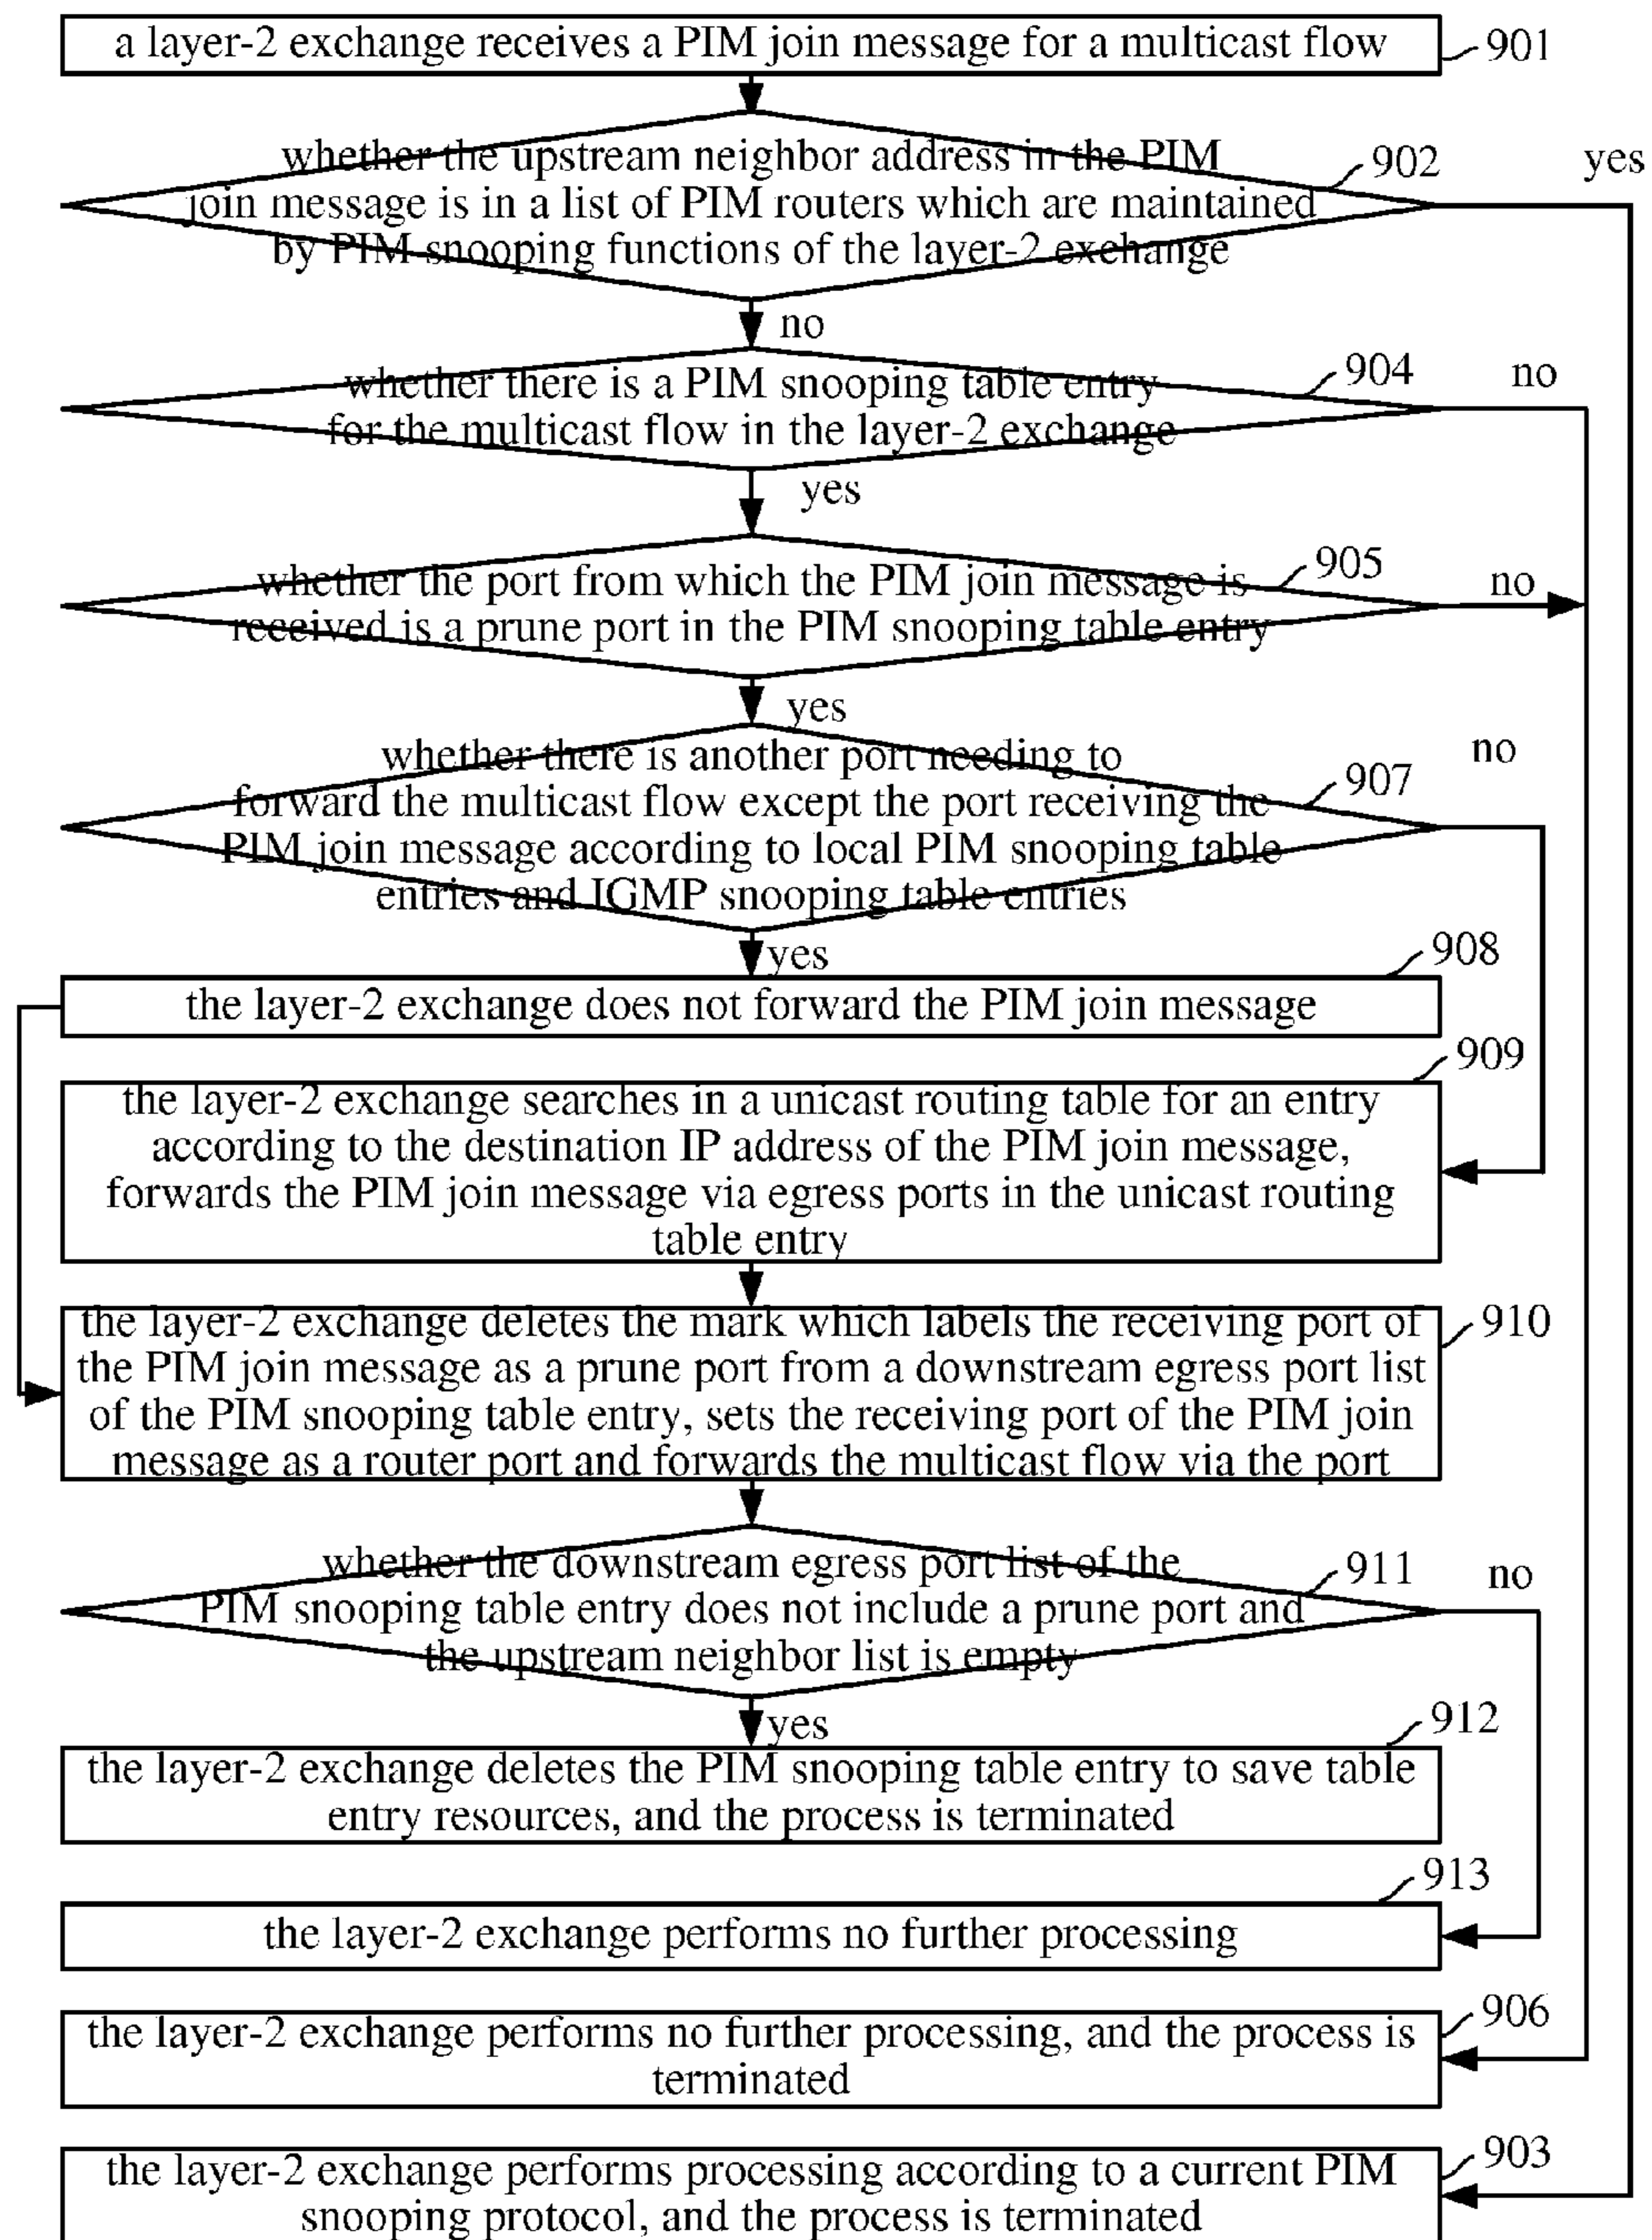 a layer-2 exchange receives a PIM join message for a multicast flow
901
whether the upstream neighbor address in the PIM
join message is in a list of PIM routers which are maintained
by PIM snooping functions of the layer-2 exchange
902
yes
no
whether there is a PIM snooping table entry
for the multicast flow in the layer-2 exchange
904
no
yes
whether the port from which the PIM join message is
received is a prune port in the PIM snooping table entry
905
no
yes
whether there is another port needing to
forward the multicast flow except the port receiving the
PIM join message according to local PIM snooping table
entries and IGMP snooping table entries
907
no
yes
908
the layer-2 exchange does not forward the PIM join message
909
the layer-2 exchange searches in a unicast routing table for an entry
according to the destination IP address of the PIM join message,
forwards the PIM join message via egress ports in the unicast routing
table entry
the layer-2 exchange deletes the mark which labels the receiving port of
the PIM join message as a prune port from a downstream egress port list
of the PIM snooping table entry, sets the receiving port of the PIM join
message as a router port and forwards the multicast flow via the port
910
whether the downstream egress port list of the
PIM snooping table entry does not include a prune port and
the upstream neighbor list is empty
911
no
yes
912
the layer-2 exchange deletes the PIM snooping table entry to save table
entry resources, and the process is terminated
913
the layer-2 exchange performs no further processing
the layer-2 exchange performs no further processing, and the process is
terminated
906
the layer-2 exchange performs processing according to a current PIM
snooping protocol, and the process is terminated
903